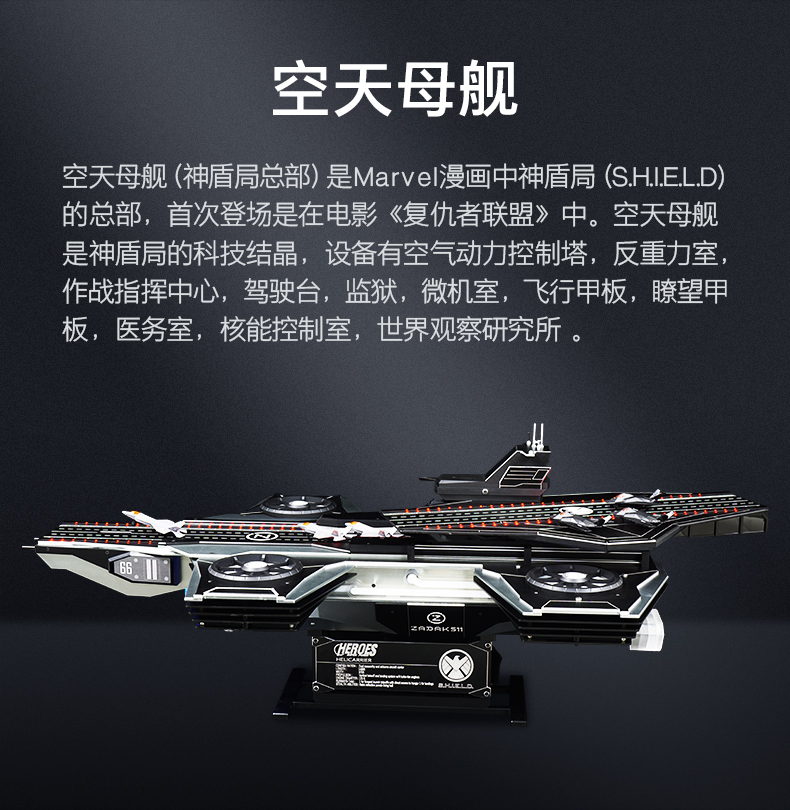 空天母舰
空天母舰 (神盾局总部) 是Marvel漫画中神盾局 (S.H.I.E.L.D)
的总部，首次登场是在电影《复仇者联盟》中。空天母舰
是神盾局的科技结晶，设备有空气动力控制塔，反重力室，
作战指挥中心，驾驶台，监狱，微机室，飞行甲板，瞭望甲
板，医务室，核能控制室，世界观察研究所 。
66
ZADAK511
HEROES
HELICARRIER
S.H.I.E.L.D.